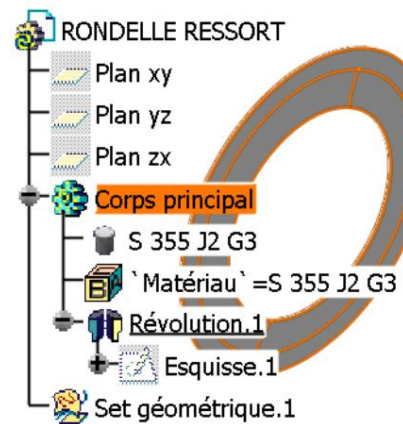 RONDELLE RESSORT
Plan xy
Plan yz
Plan zx
Corps principal
S 355 J2 G3
`Matériau`=S 355 J2 G3
Révolution.1
Esquisse.1
Set géométrique.1